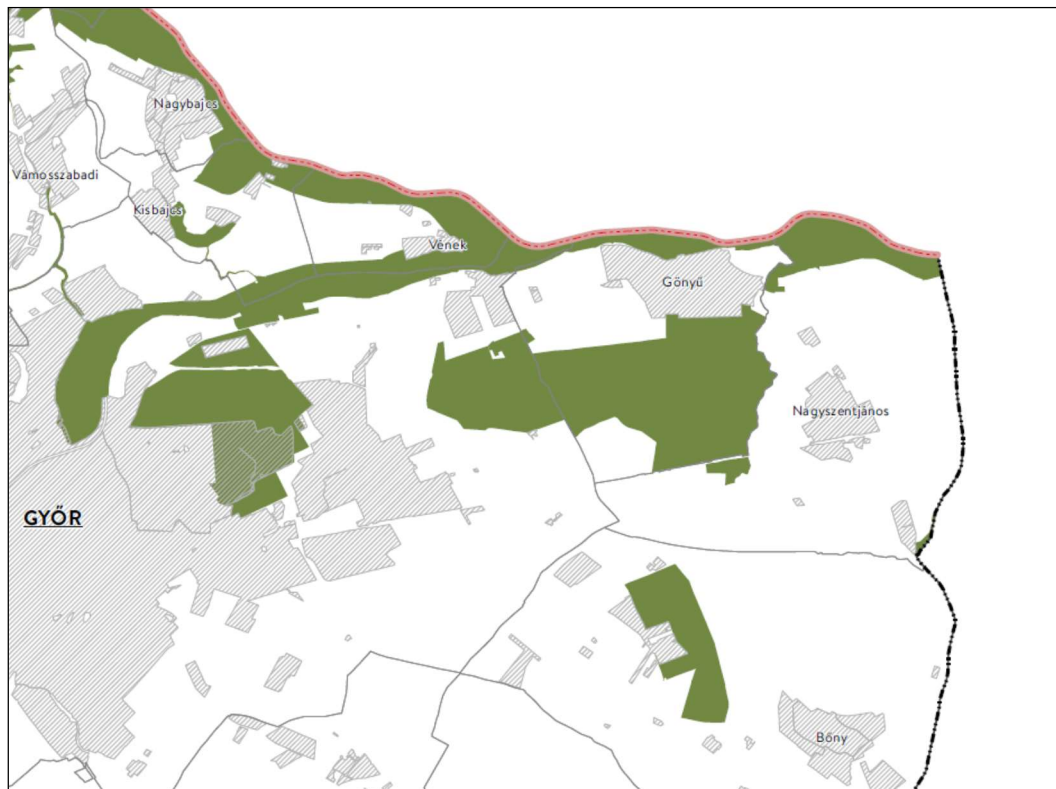 Nagybajcs
Vámosszabadi
Kisbajcs
Vének
Gönyű
Nagyszentjános
GYŐR
Bőny